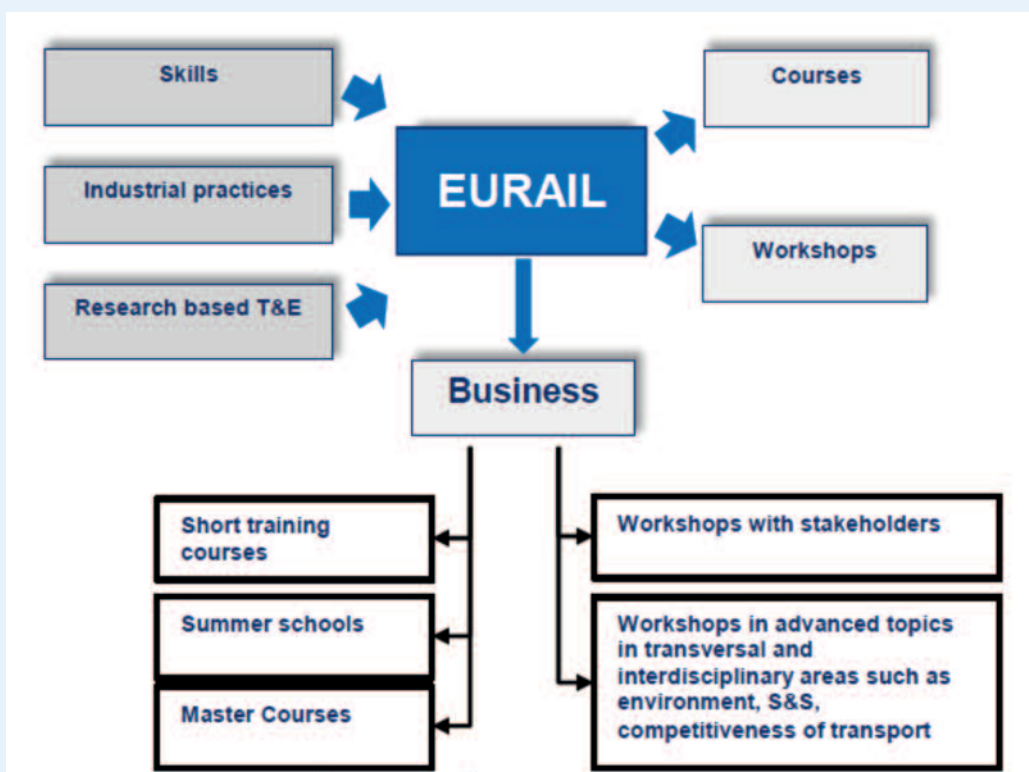 Skills
Courses
EURAIL
Industrial practices
Workshops
Research based T&E
Business
Short training
courses
Summer schools
Master Courses
Workshops with stakeholders
Workshops in advanced topics
in transversal and
interdisciplinary areas such as
environment, S&S,
competitiveness of transport